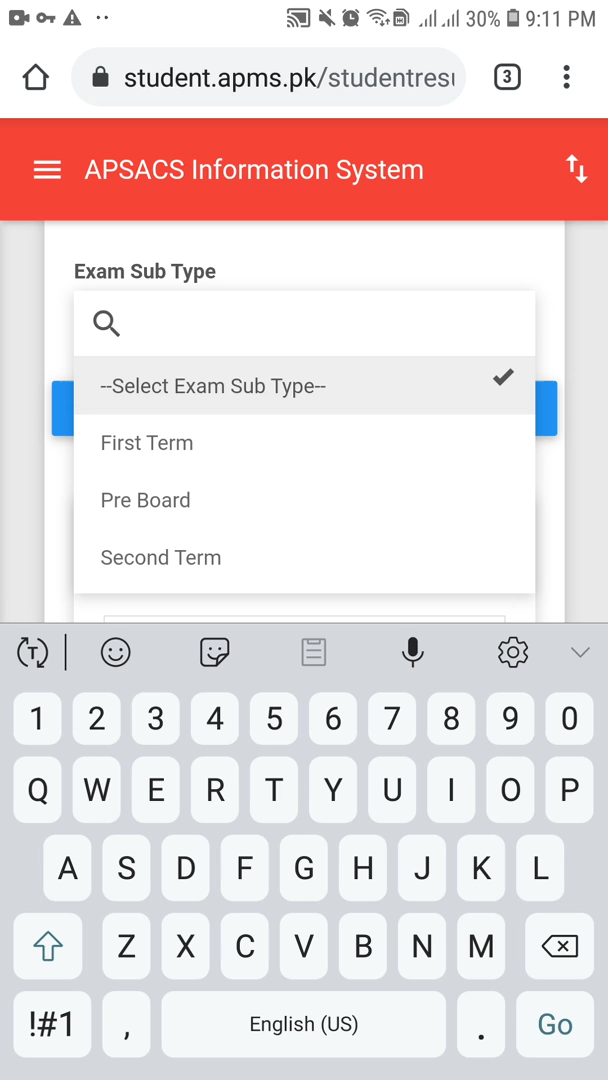 30% 9:11 PM
student.apms.pk/studentresu
3
APSACS Information System
Exam Sub Type
--Select Exam Sub Type--
First Term
Pre Board
Second Term
T
1 2 3 4 5 6 7 8 9 0
Q W E R T Y U I O P
A S D F G H J K L
Z X C V B N M
!#1 , English (US) . Go